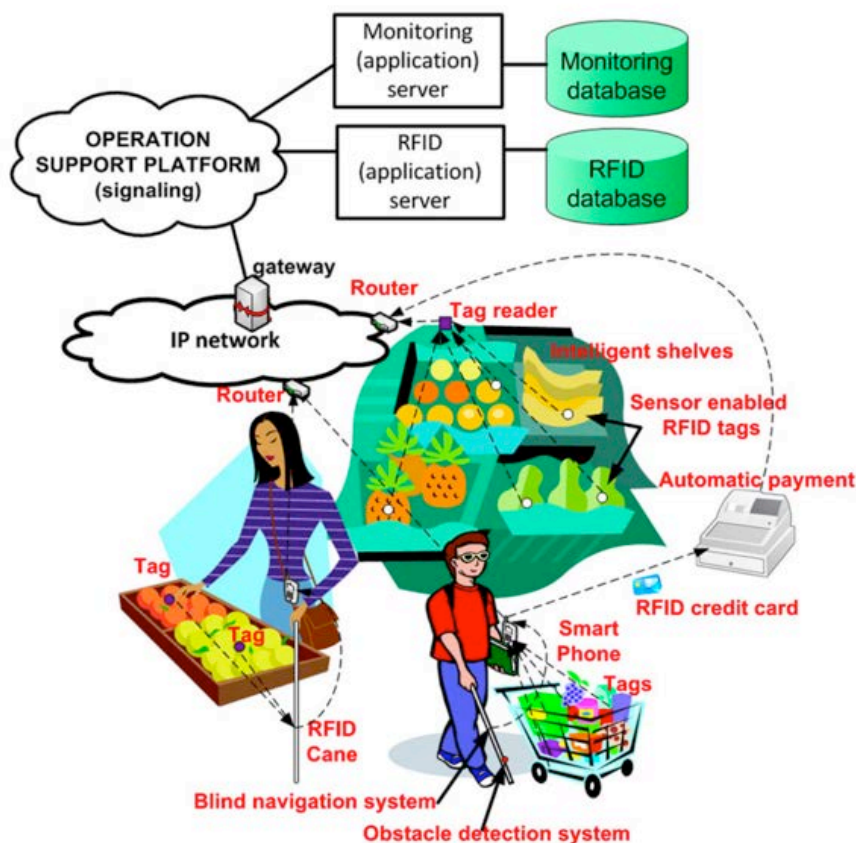 Monitoring
(application)
server
Monitoring
database
OPERATION
SUPPORT PLATFORM
(signaling)
RFID
(application)
server
RFID
database
gateway
Router
Tag reader
IP network
Intelligent shelves
Router
Sensor enabled
RFID tags
Automatic payment
Tag
Tag
RFID credit card
Smart
Phone
Tags
RFID
Cane
Blind navigation system
Obstacle detection system